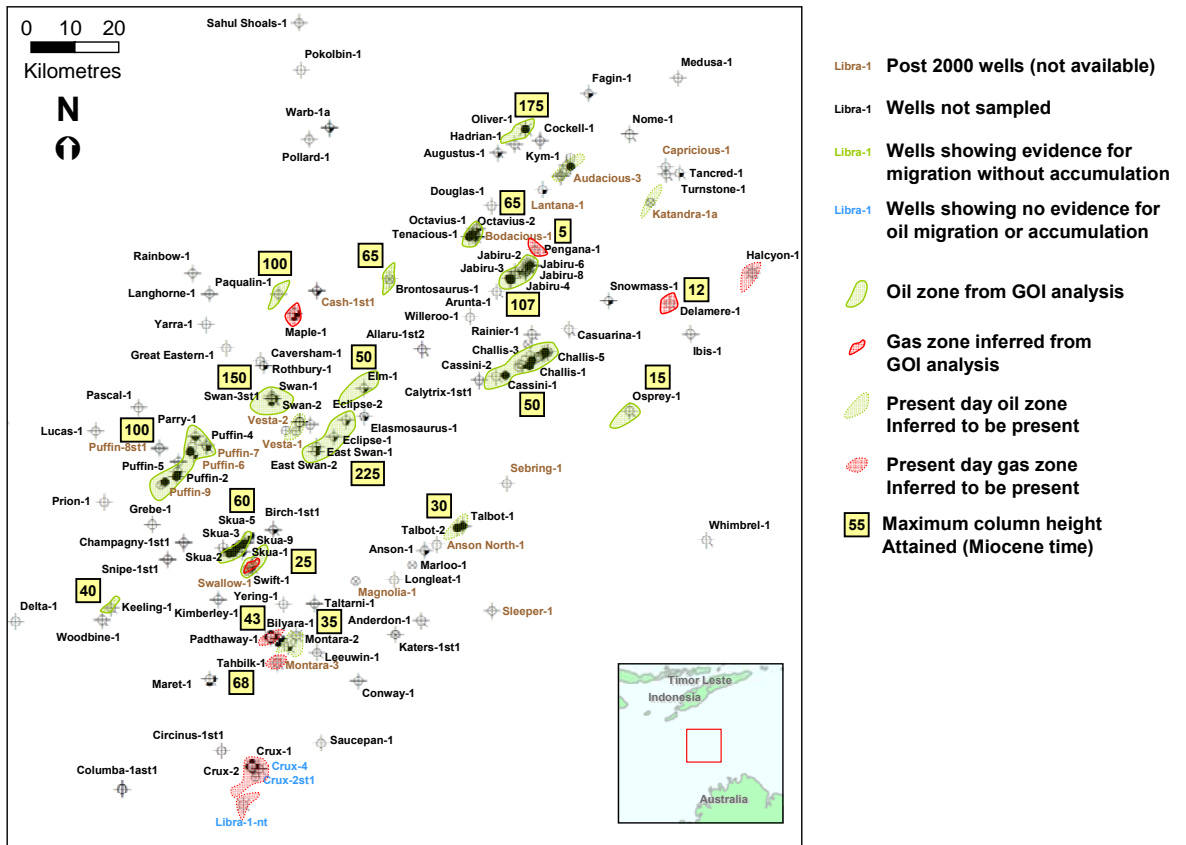 0 10 20
Kilometres
N
Sahul Shoals-1
Pokolbin-1
Medusa-1
Fagin-1
Warb-1a
Pollard-1
175
Oliver-1
Hadrian-1
Cockell-1
Nome-1
Augustus-1
Kym-1
Capricious-1
Audacious-3
Tancred-1
Turnstone-1
Douglas-1
Lantana-1
65
Katandra-1a
Octavius-1
Octavius-2
Tenacious-1
Bodacious-1
5
Pengana-1
Rainbow-1
100
65
Jabiru-2
Jabiru-6
Halcyon-1
Paqualin-1
Jabiru-3
Jabiru-8
Langhorne-1
Brontosaurus-1
Jabiru-4
Snowmass-1
12
Cash-1st1
Arunta-1
107
Delamere-1
Willeroo-1
Yarra-1
Maple-1
Allaru-1st2
Rainier-1
Casuarina-1
Ibis-1
Great Eastern-1
Caversham-1
50
Challis-3
Challis-5
Rothbury-1
Cassini-2
Challis-1
150
Swan-1
Elm-1
Calytrix-1st1
Cassini-1
15
Swan-3st1
Osprey-1
Pascal-1
Swan-2
Eclipse-2
50
Parry-1
Vesta-2
Elasmosaurus-1
Lucas-1
100
Puffin-4
Puffin-8st1
Puffin-7
Vesta-1
Eclipse-1
East Swan-1
Puffin-5
Puffin-6
East Swan-2
Puffin-2
225
Sebring-1
Puffin-9
Prion-1
60
30
Grebe-1
Birch-1st1
Talbot-1
Skua-5
Skua-3
Talbot-2
Whimbrel-1
Champagny-1st1
Skua-9
Anson-1
Anson North-1
Skua-2
Skua-1
Snipe-1st1
25
Marloo-1
Swallow-1
Swift-1
Longleat-1
40
Yering-1
Magnolia-1
Delta-1
Keeling-1
Kimberley-1
Taltarni-1
Sleeper-1
43
35
Anderdon-1
Woodbine-1
Bilyara-1
Padthaway-1
Montara-2
Katers-1st1
Leeuwin-1
Tahbilk-1
Montara-3
Maret-1
68
Conway-1
Circinus-1st1
Saucepan-1
Crux-1
Crux-2
Crux-4
Crux-2st1
Columba-1ast1
Libra-1-nt
Timor Leste
Indonesia
Australia
Libra-1 Post 2000 wells (not available)
Libra-1 Wells not sampled
Libra-1 Wells showing evidence for
migration without accumulation
Libra-1 Wells showing no evidence for
oil migration or accumulation
Oil zone from GOI analysis
Gas zone inferred from
GOI analysis
Present day oil zone
Inferred to be present
Present day gas zone
Inferred to be present
55 Maximum column height
Attained (Miocene time)